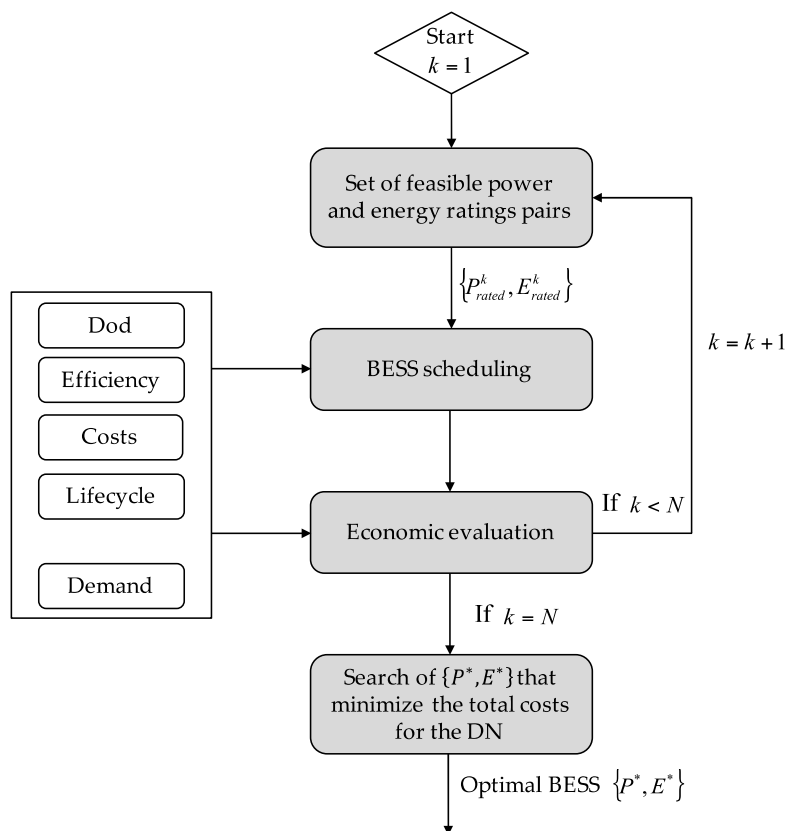 Start
k = 1
Set of feasible power
and energy ratings pairs
{P^k_rated, E^k_rated}
Dod
Efficiency
Costs
Lifecycle
Demand
BESS scheduling
k = k + 1
Economic evaluation
If k < N
If k = N
Search of {P*,E*} that
minimize the total costs
for the DN
Optimal BESS {P*, E*}